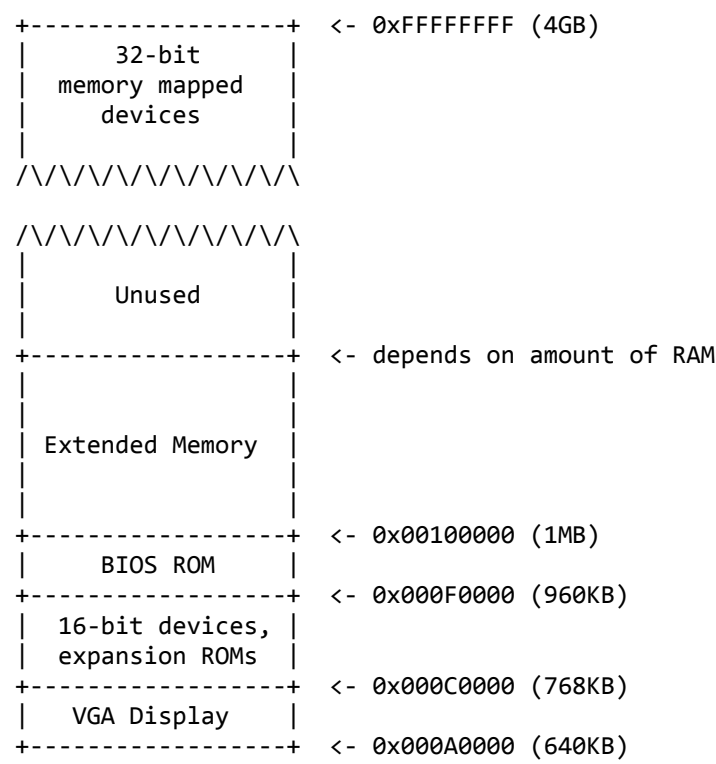 +------------------+  <- 0xFFFFFFFF (4GB)
|      32-bit      |
|  memory mapped   |
|     devices      |
|                  |
/\/\/\/\/\/\/\/\/\/\
/\/\/\/\/\/\/\/\/\/\
|                  |
|      Unused      |
|                  |
+------------------+  <- depends on amount of RAM
|                  |
|                  |
| Extended Memory  |
|                  |
|                  |
+------------------+  <- 0x00100000 (1MB)
|     BIOS ROM     |
+------------------+  <- 0x000F0000 (960KB)
|  16-bit devices, |
|  expansion ROMs  |
+------------------+  <- 0x000C0000 (768KB)
|   VGA Display    |
+------------------+  <- 0x000A0000 (640KB)